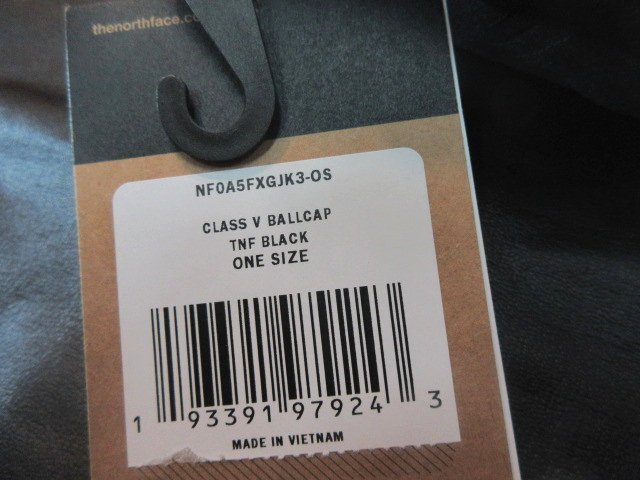 thenorthface.co
NF0A5FXGJK3-OS
CLASS V BALLCAP
TNF BLACK
ONE SIZE
1 93391 97924 3
MADE IN VIETNAM